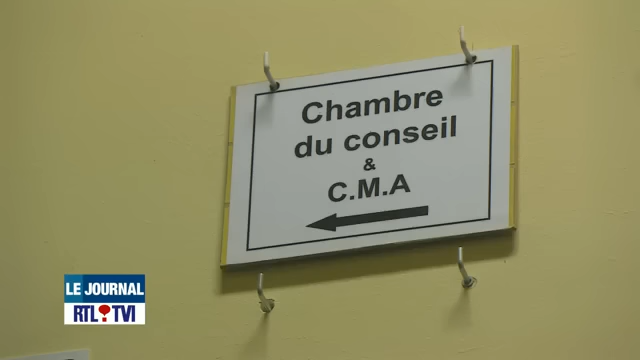 Chambre
du conseil
&
C.M.A
LE JOURNAL
RTL TVI